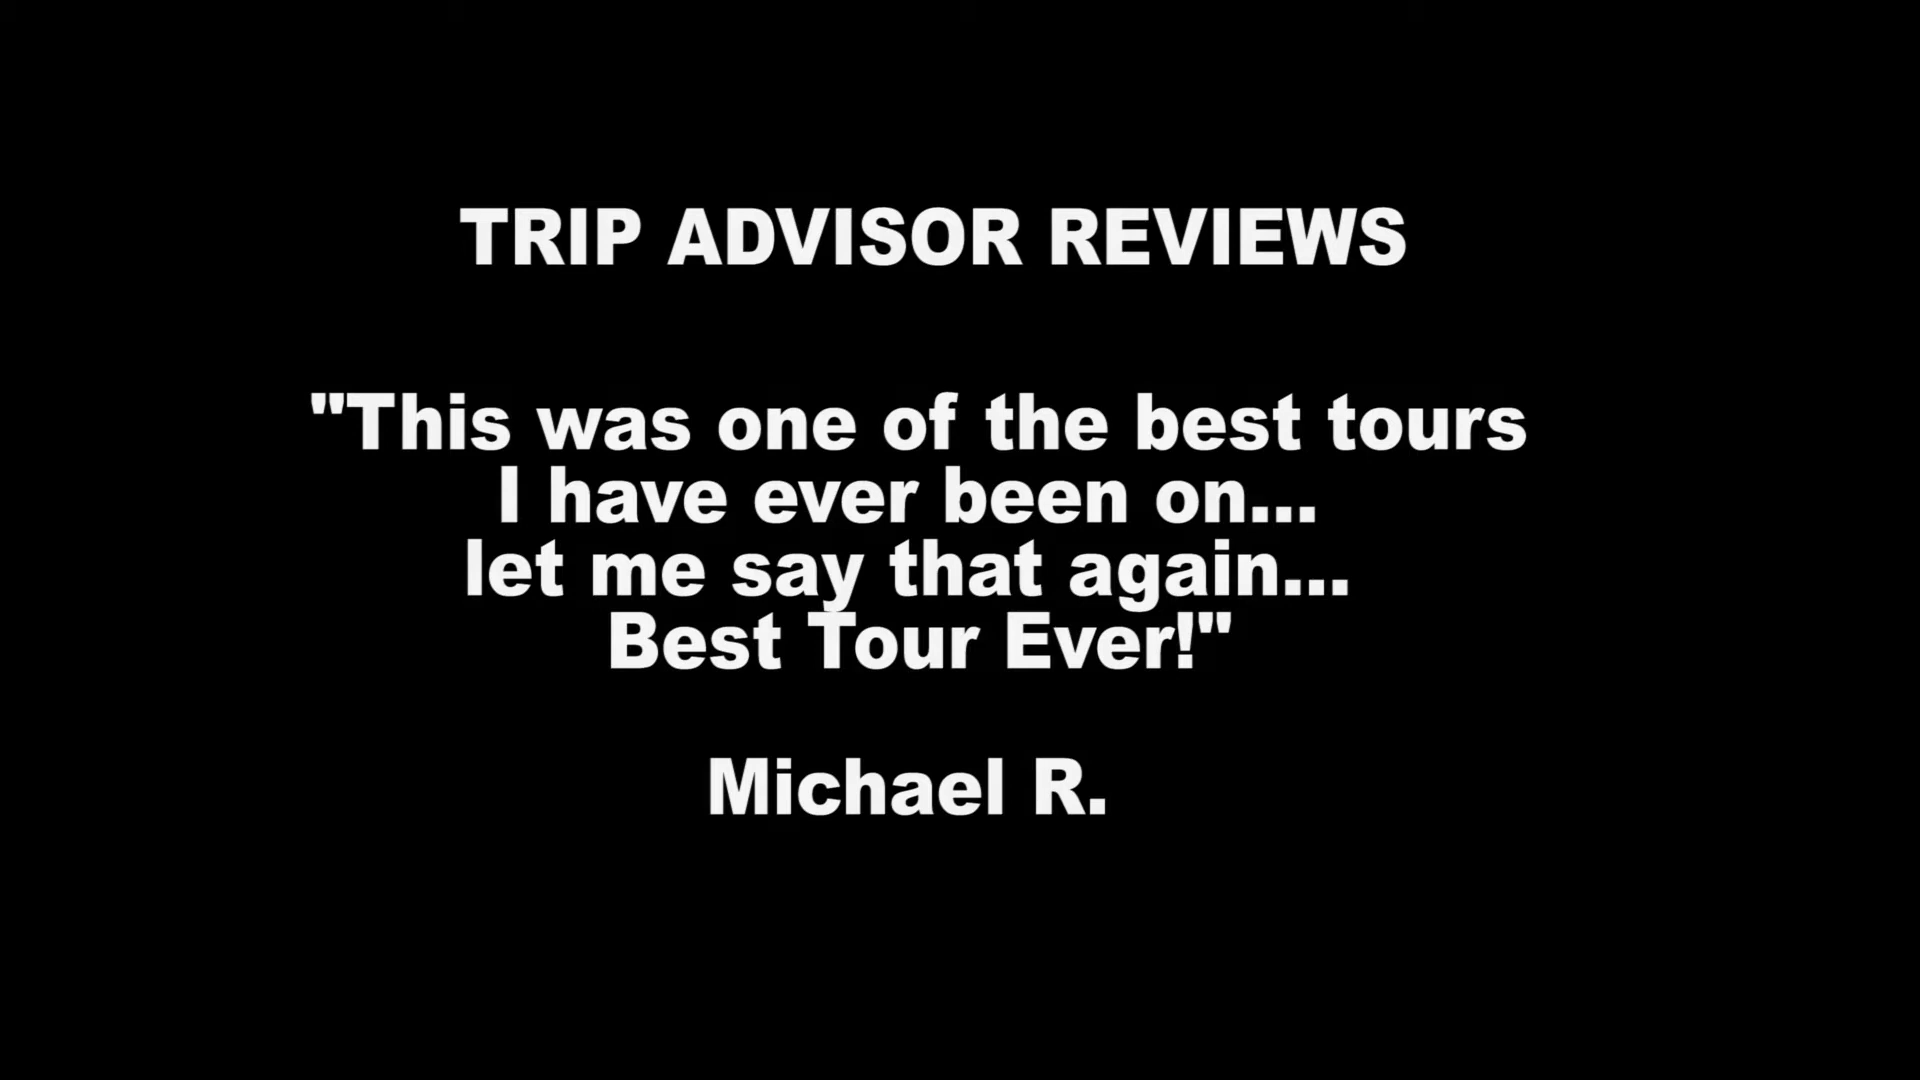 TRIP ADVISOR REVIEWS
"This was one of the best tours
I have ever been on...
let me say that again...
Best Tour Ever!"
Michael R.